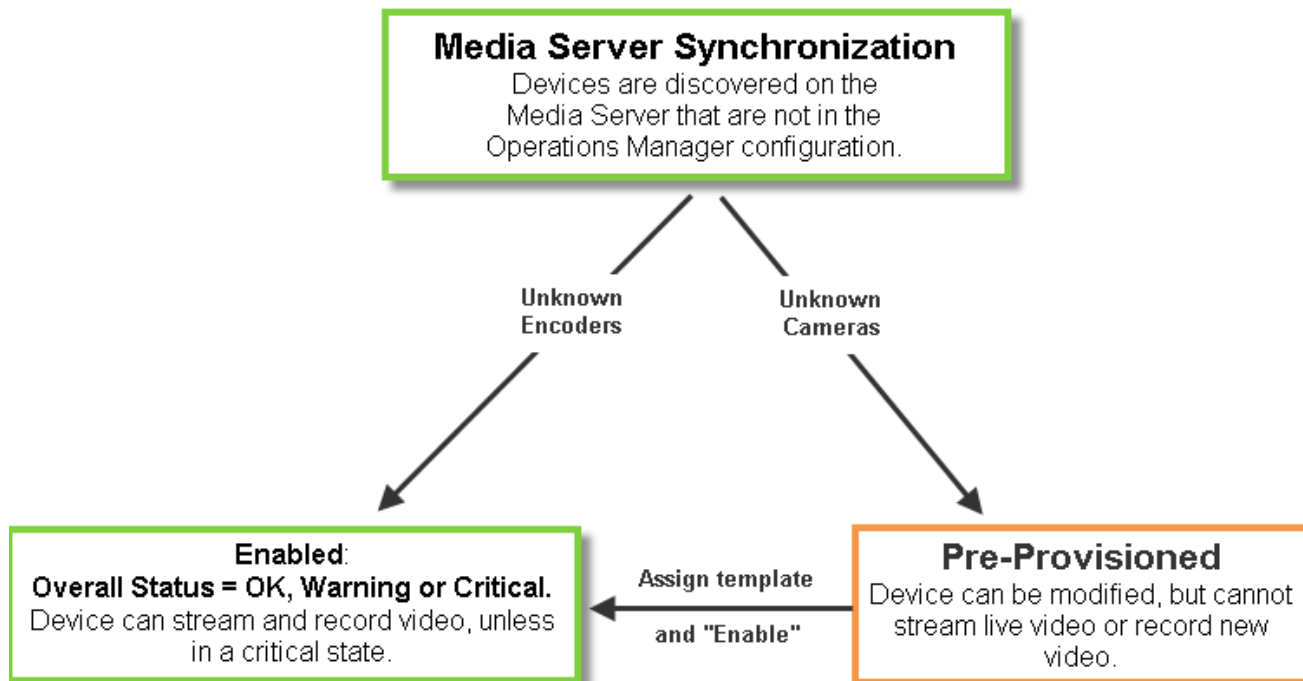 Media Server Synchronization
Devices are discovered on the
Media Server that are not in the
Operations Manager configuration.
Unknown
Encoders
Unknown
Cameras
Enabled:
Overall Status = OK, Warning or Critical.
Device can stream and record video, unless
in a critical state.
Assign template
and "Enable"
Pre-Provisioned
Device can be modified, but cannot
stream live video or record new
video.